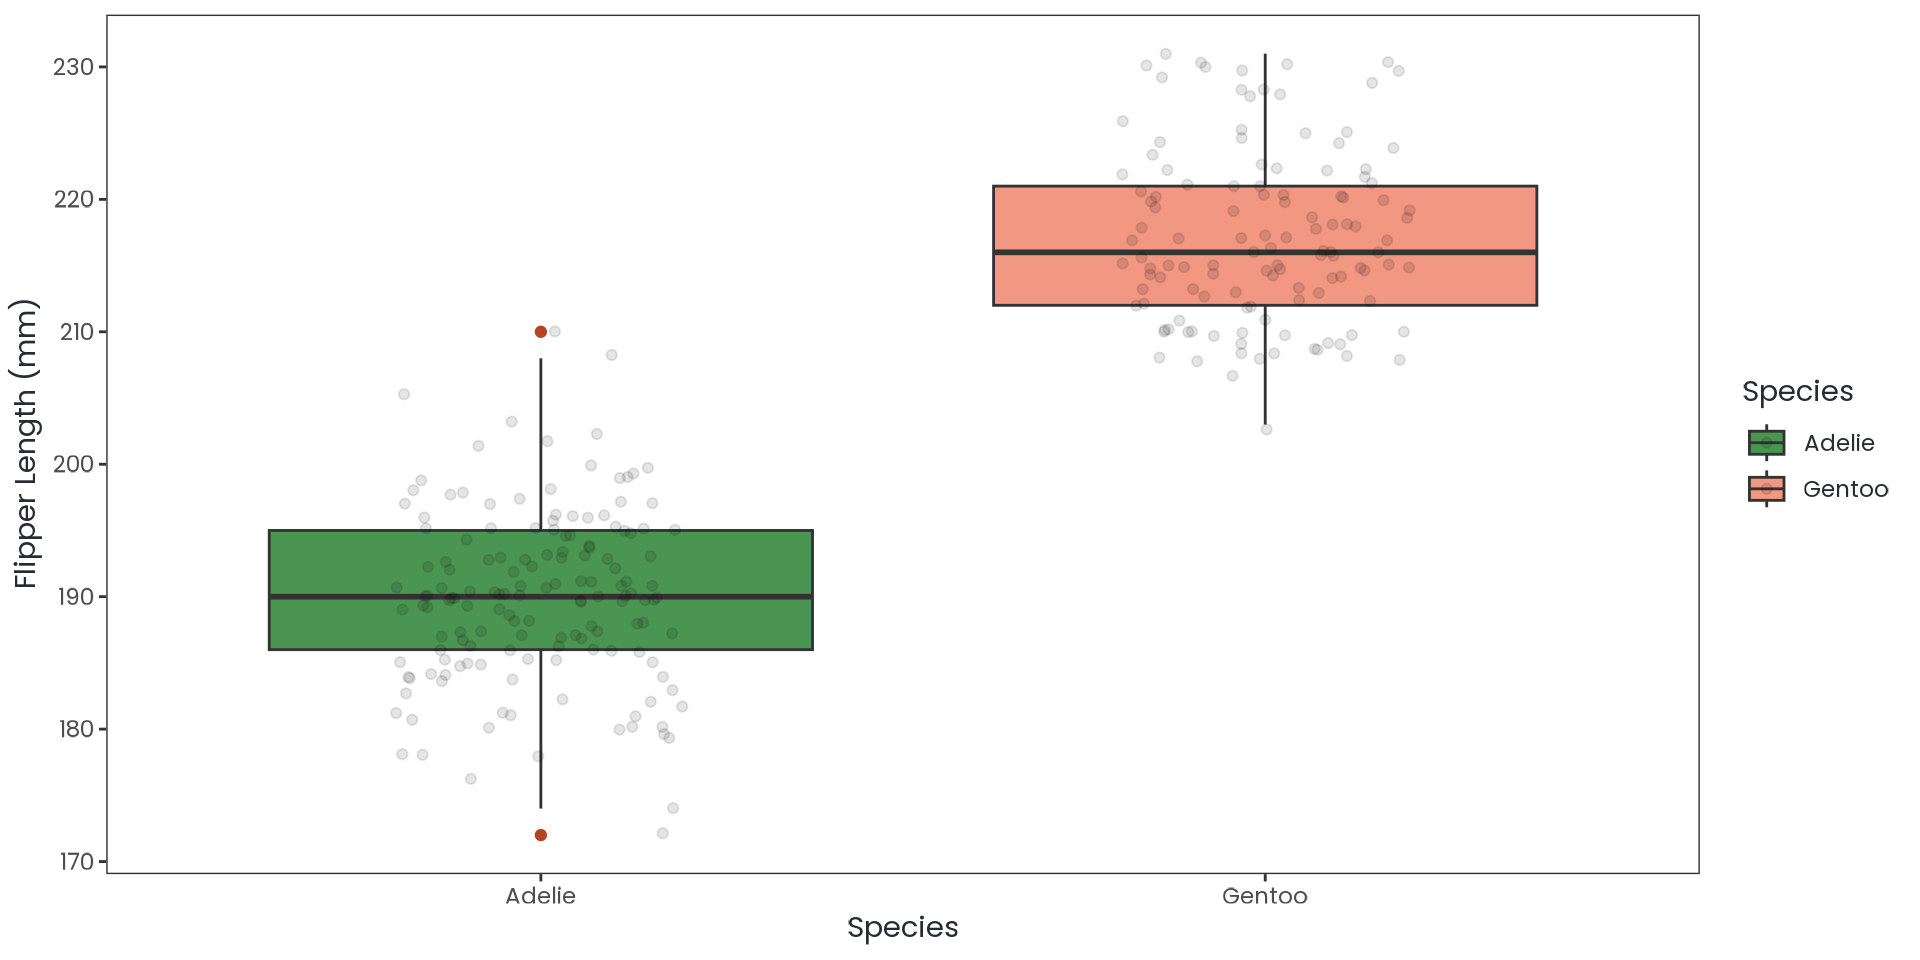 Flipper Length (mm)
230
220
210
200
190
180
170
Adelie
Gentoo
Species
Species
Adelie
Gentoo